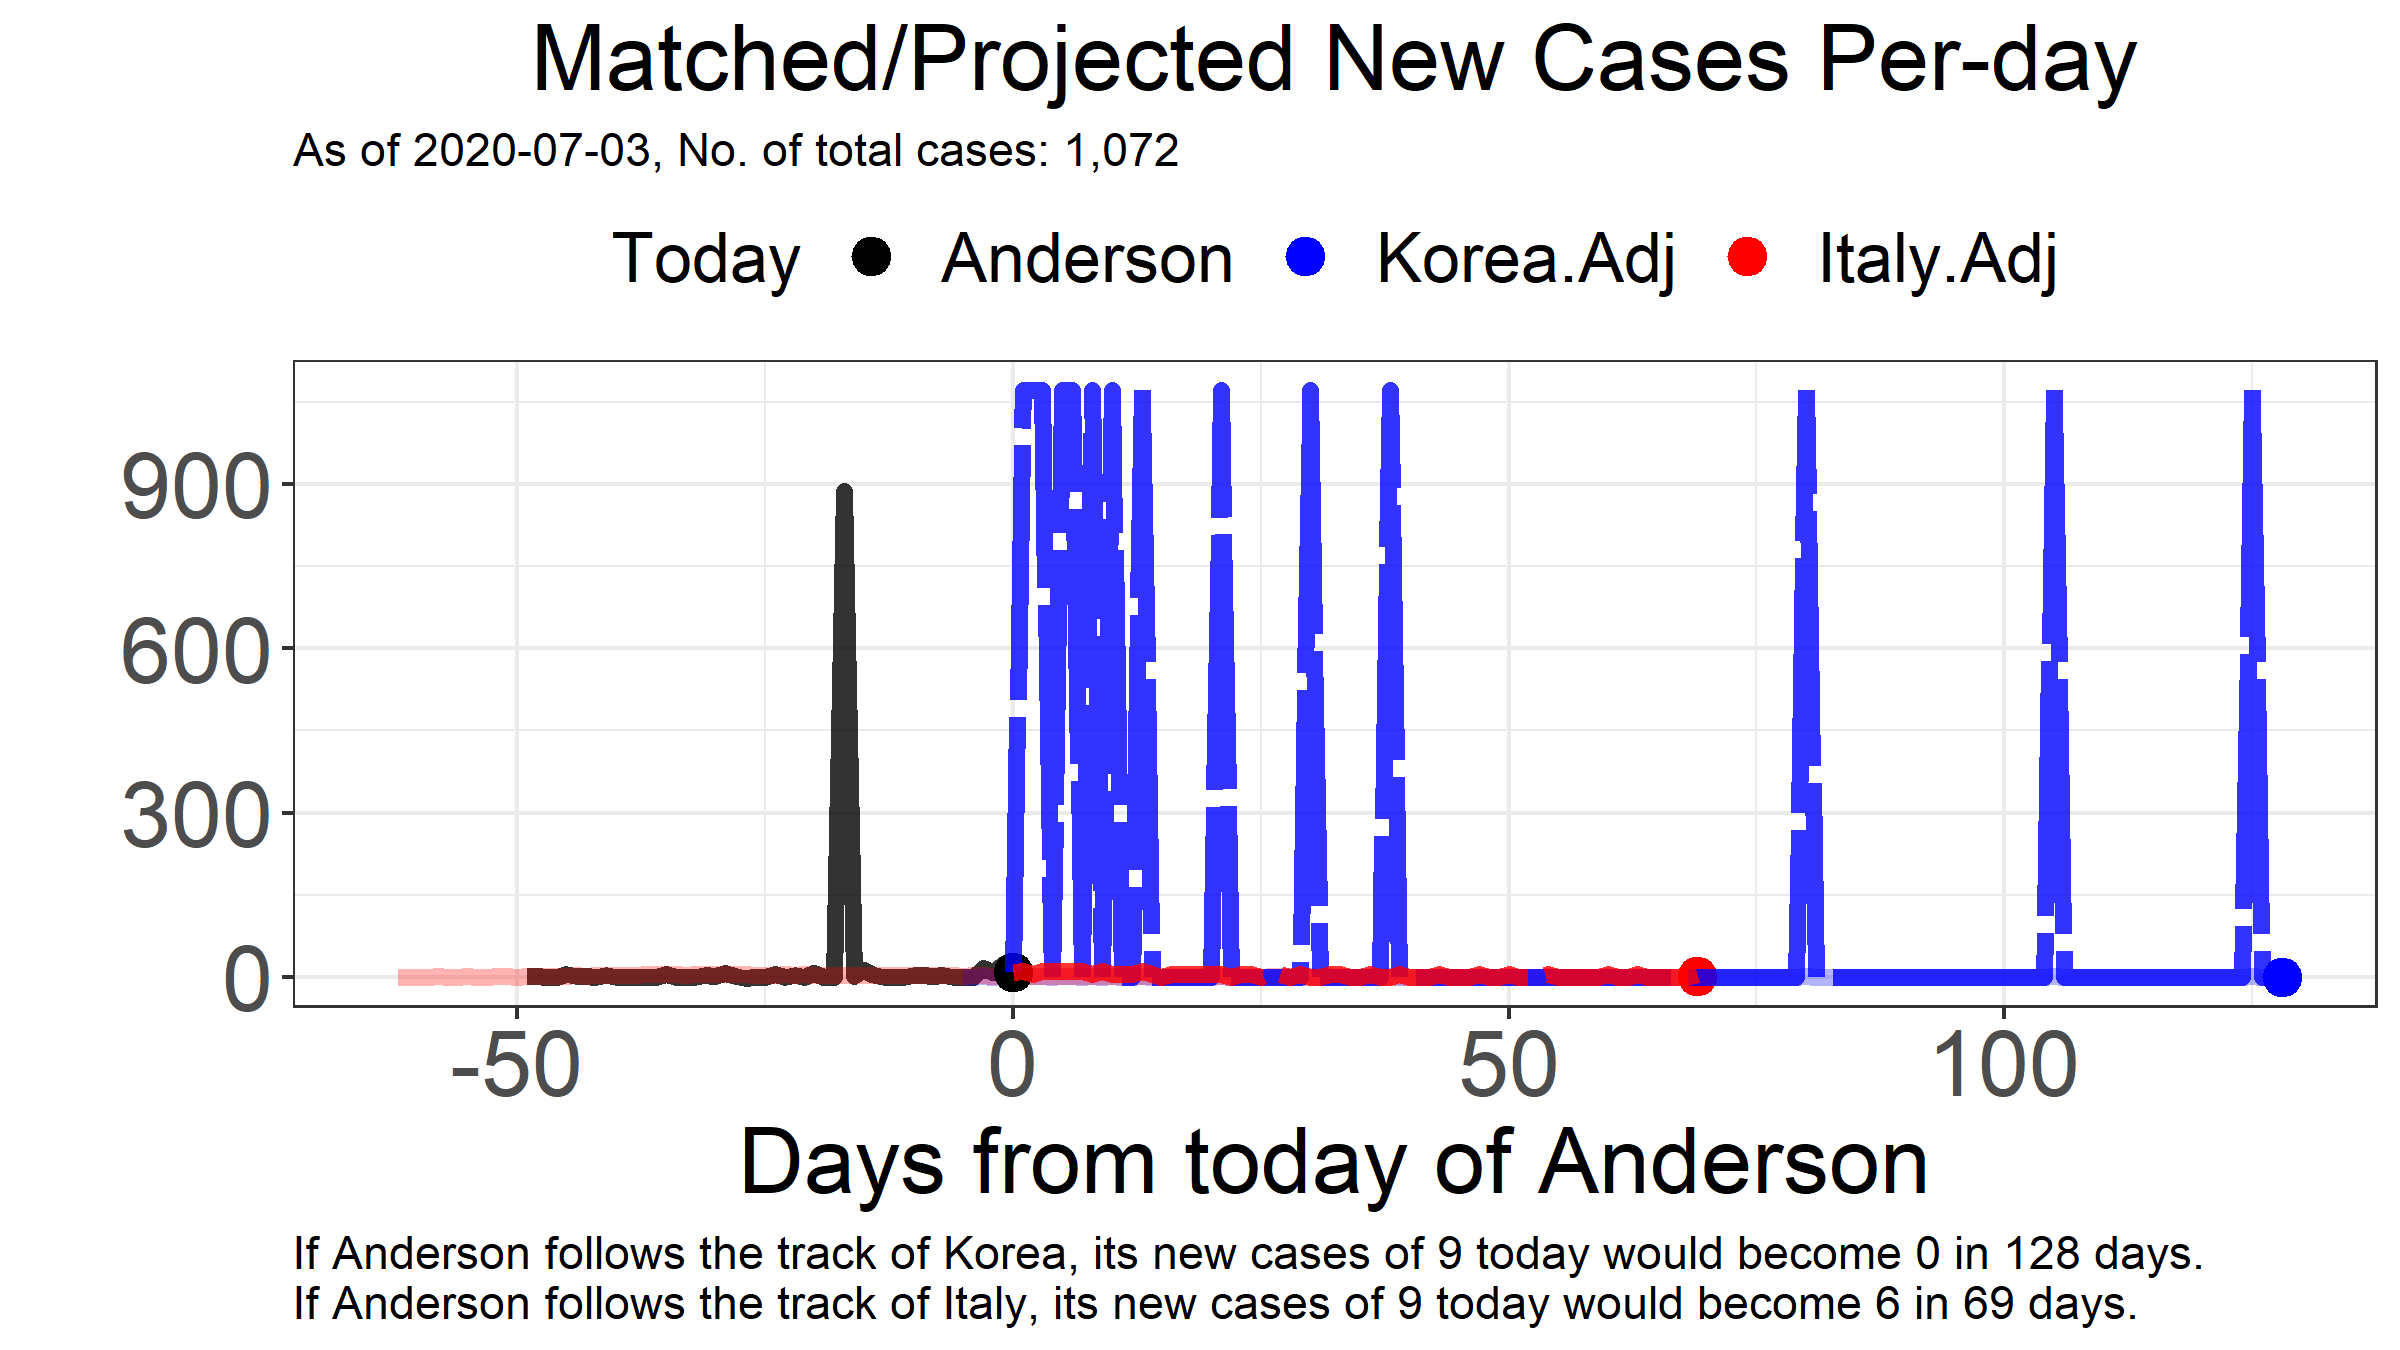 Matched/Projected New Cases Per-day
As of 2020-07-03, No. of total cases: 1,072
Today Anderson Korea.Adj Italy.Adj
900
600
300
0
-50 0 50 100
Days from today of Anderson
If Anderson follows the track of Korea, its new cases of 9 today would become 0 in 128 days.
If Anderson follows the track of Italy, its new cases of 9 today would become 6 in 69 days.